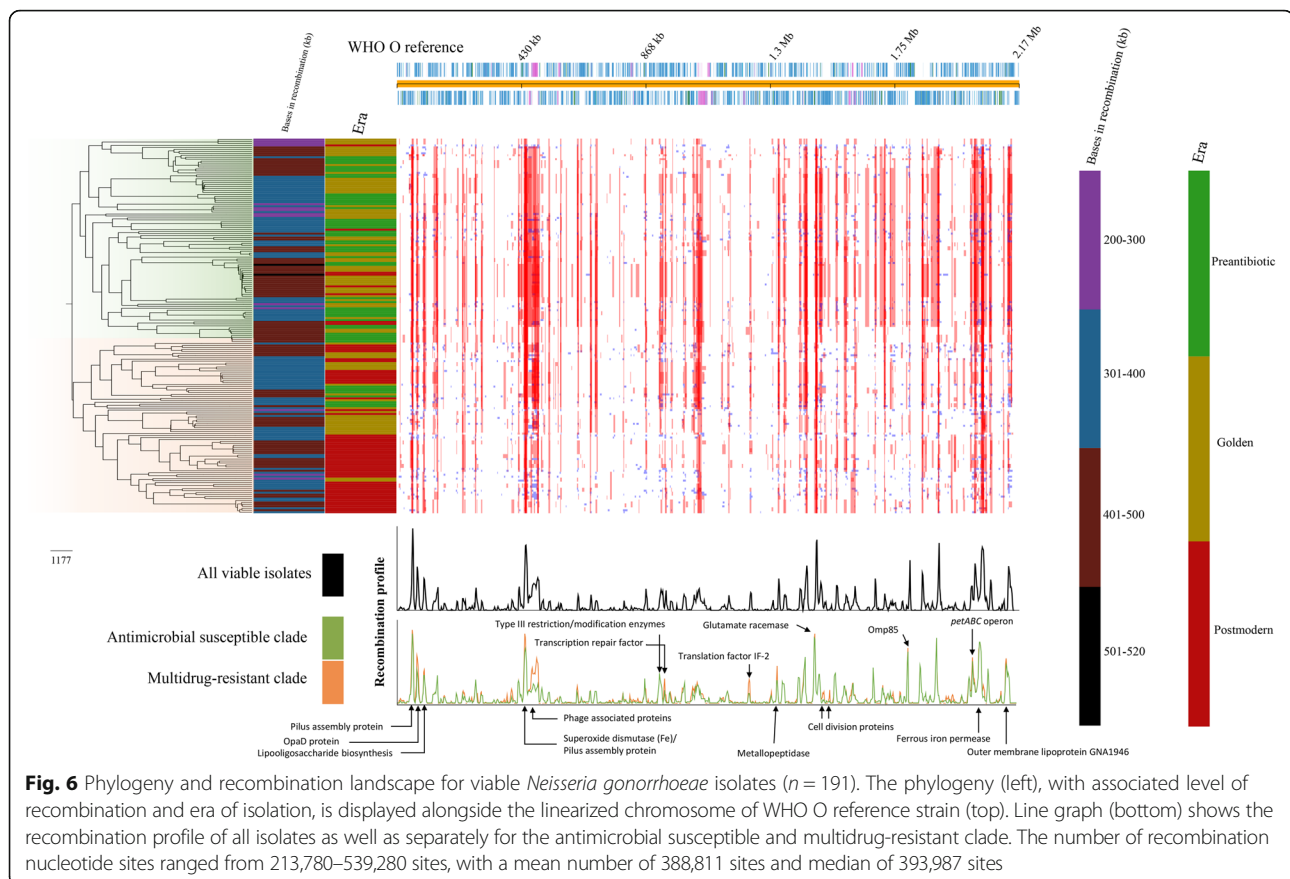 WHO O reference
430 kb
868 kb
1.3 Mb
1.75 Mb
2.17 Mb
Bases in recombination (kb)
Era
Bases in recombination (kb)
Era
200-300
301-400
401-500
501-520
Preantibiotic
Golden
Postmodern
1177
All viable isolates
Antimicrobial susceptible clade
Multidrug-resistant clade
Recombination profile
Type III restriction/modification enzymes
Transcription repair factor
Translation factor IF-2
Glutamate racemase
Omp85
petABC operon
Pilus assembly protein
OpaD protein
Lipooligosaccharide biosynthesis
Phage associated proteins
Superoxide dismutase (Fe)/
Pilus assembly protein
Metallopeptidase
Cell division proteins
Ferrous iron permease
Outer membrane lipoprotein GNA1946
Fig. 6 Phylogeny and recombination landscape for viable Neisseria gonorrhoeae isolates (n = 191). The phylogeny (left), with associated level of
recombination and era of isolation, is displayed alongside the linearized chromosome of WHO O reference strain (top). Line graph (bottom) shows the
recombination profile of all isolates as well as separately for the antimicrobial susceptible and multidrug-resistant clade. The number of recombination
nucleotide sites ranged from 213,780–539,280 sites, with a mean number of 388,811 sites and median of 393,987 sites